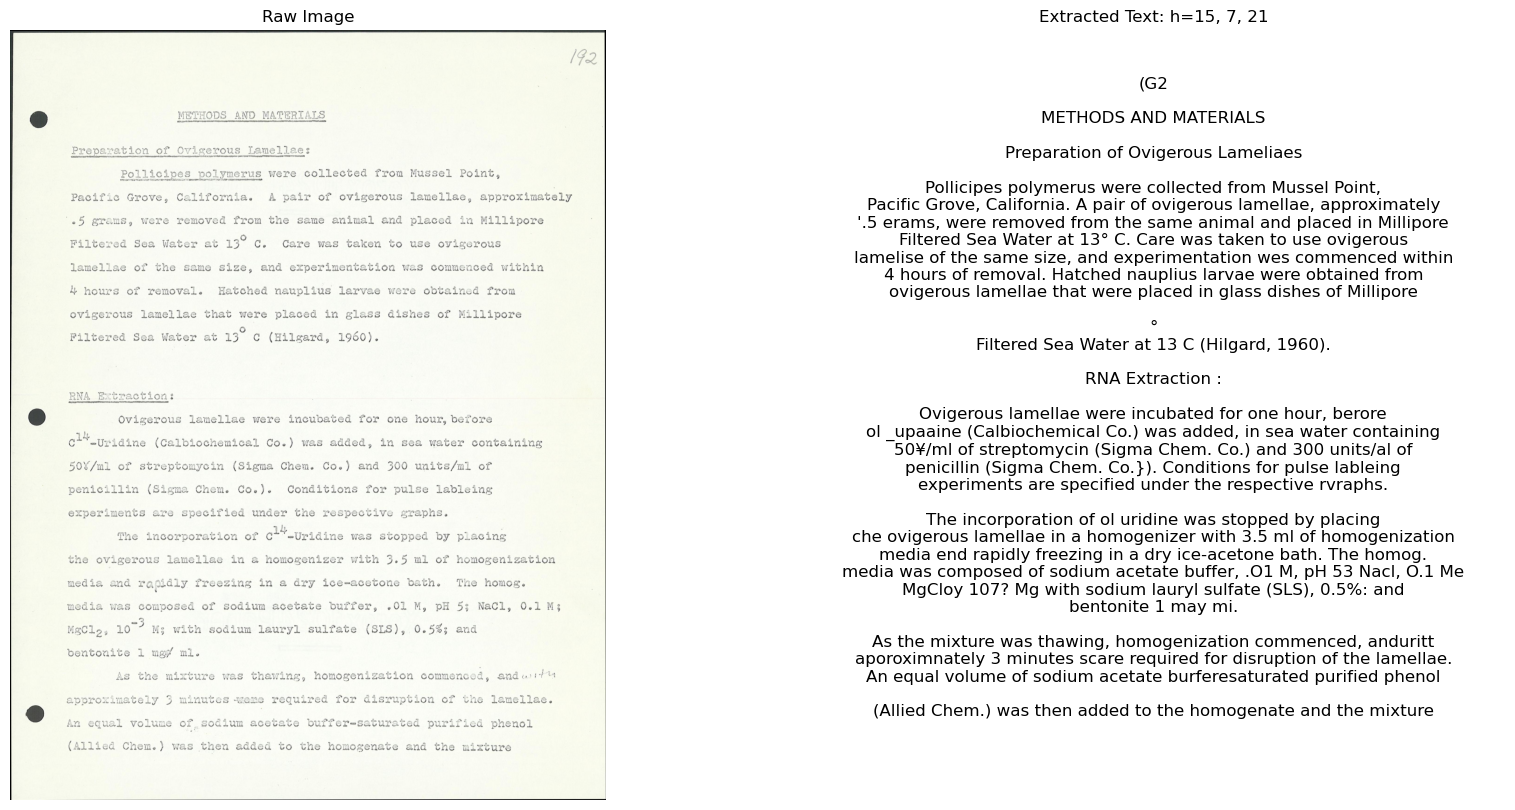 Raw Image
192
METHODS AND MATERIALS
Preparation of Ovigerous Lamellae:
Pollicipes polymerus were collected from Mussel Point,
Pacific Grove, California. A pair of ovigerous lamellae, approximately
.5 grams, were removed from the same animal and placed in Millipore
Filtered Sea Water at 13° C. Care was taken to use ovigerous
lamellae of the same size, and experimentation was commenced within
4 hours of removal. Hatched nauplius larvae were obtained from
ovigerous lamellae that were placed in glass dishes of Millipore
Filtered Sea Water at 13° C (Hilgard, 1960).
RNA Extraction:
Ovigerous lamellae were incubated for one hour, before
C14-Uridine (Calbiochemical Co.) was added, in sea water containing
50γ/ml of streptomycin (Sigma Chem. Co.) and 300 units/ml of
penicillin (Sigma Chem. Co.). Conditions for pulse lableing
experiments are specified under the respective graphs.
The incorporation of C14-Uridine was stopped by placing
the ovigerous lamellae in a homogenizer with 3.5 ml of homogenization
media and rapidly freezing in a dry ice-acetone bath. The homog.
media was composed of sodium acetate buffer, .01 M, pH 5; NaCl, 0.1 M;
MgCl2, 10-3 M; with sodium lauryl sulfate (SLS), 0.5%; and
bentonite 1 mg/ ml.
As the mixture was thawing, homogenization commenced, and
approximately 3 minutes were required for disruption of the lamellae.
An equal volume of sodium acetate buffer-saturated purified phenol
(Allied Chem.) was then added to the homogenate and the mixture
Extracted Text: h=15, 7, 21
(G2
METHODS AND MATERIALS
Preparation of Ovigerous Lameliaes
Pollicipes polymerus were collected from Mussel Point,
Pacific Grove, California. A pair of ovigerous lamellae, approximately
'.5 erams, were removed from the same animal and placed in Millipore
Filtered Sea Water at 13° C. Care was taken to use ovigerous
lamelise of the same size, and experimentation wes commenced within
4 hours of removal. Hatched nauplius larvae were obtained from
ovigerous lamellae that were placed in glass dishes of Millipore
°
Filtered Sea Water at 13 C (Hilgard, 1960).
RNA Extraction :
Ovigerous lamellae were incubated for one hour, berore
ol _upaaine (Calbiochemical Co.) was added, in sea water containing
_50¥/ml of streptomycin (Sigma Chem. Co.) and 300 units/al of
penicillin (Sigma Chem. Co.}). Conditions for pulse lableing
experiments are specified under the respective rvraphs.
The incorporation of ol uridine was stopped by placing
che ovigerous lamellae in a homogenizer with 3.5 ml of homogenization
media end rapidly freezing in a dry ice-acetone bath. The homog.
media was composed of sodium acetate buffer, .O1 M, pH 53 Nacl, O.1 Me
MgCloy 107? Mg with sodium lauryl sulfate (SLS), 0.5%: and
bentonite 1 may mi.
As the mixture was thawing, homogenization commenced, anduritt
aporoximnately 3 minutes scare required for disruption of the lamellae.
An equal volume of sodium acetate burferesaturated purified phenol
(Allied Chem.) was then added to the homogenate and the mixture